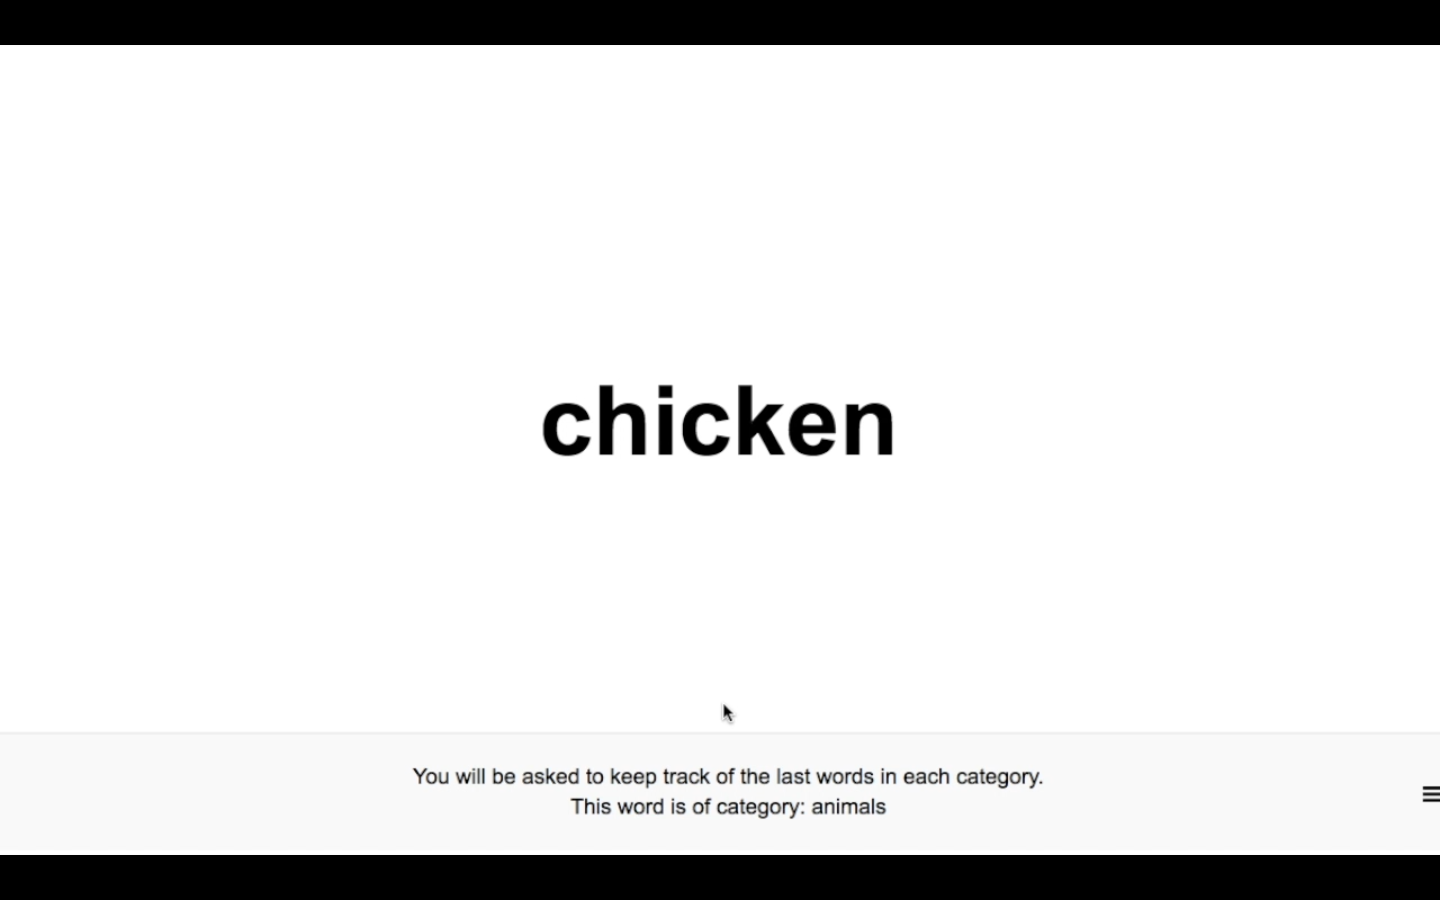 chicken
You will be asked to keep track of the last words in each category.
This word is of category: animals